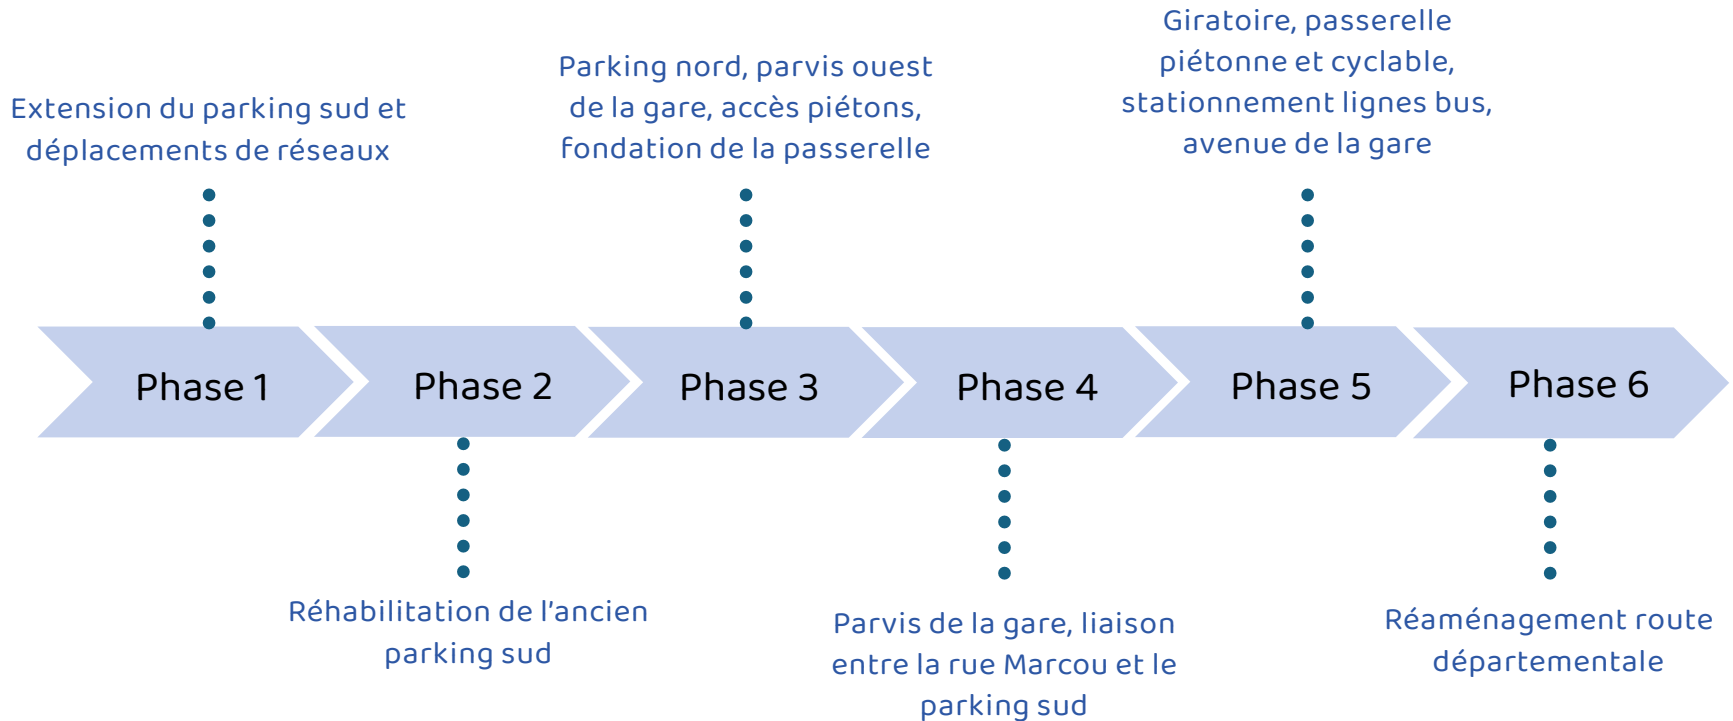 Extension du parking sud et
déplacements de réseaux
Parking nord, parvis ouest
de la gare, accès piétons,
fondation de la passerelle
Giratoire, passerelle
piétonne et cyclable,
stationnement lignes bus,
avenue de la gare
Phase 1
Phase 2
Phase 3
Phase 4
Phase 5
Phase 6
Réhabilitation de l'ancien
parking sud
Parvis de la gare, liaison
entre la rue Marcou et le
parking sud
Réaménagement route
départementale